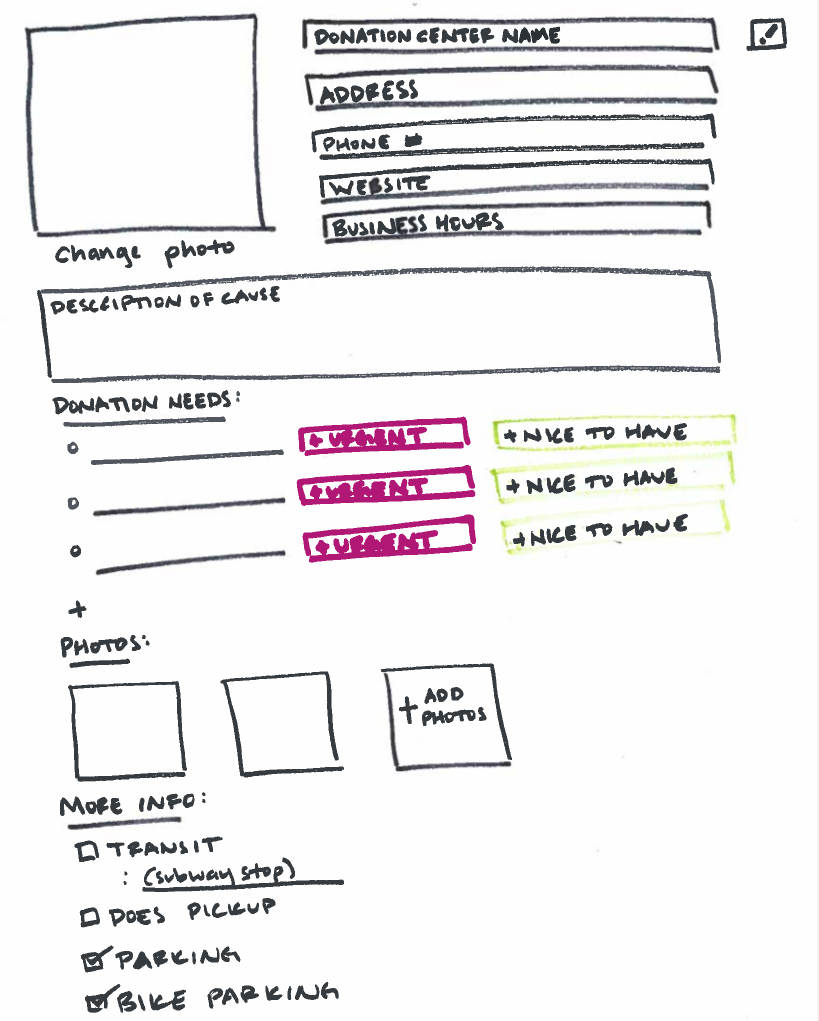 DONATION CENTER NAME
ADDRESS
PHONE #
WEBSITE
BUSINESS HOURS
Change photo
DESCRIPTION OF CAUSE
DONATION NEEDS:
+ URGENT
+ NICE TO HAVE
+ URGENT
+ NICE TO HAVE
+ URGENT
+ NICE TO HAVE
+
PHOTOS:
+ ADD
PHOTOS
MORE INFO:
TRANSIT
: (subway stop)
DOES PICKUP
PARKING
BIKE PARKING